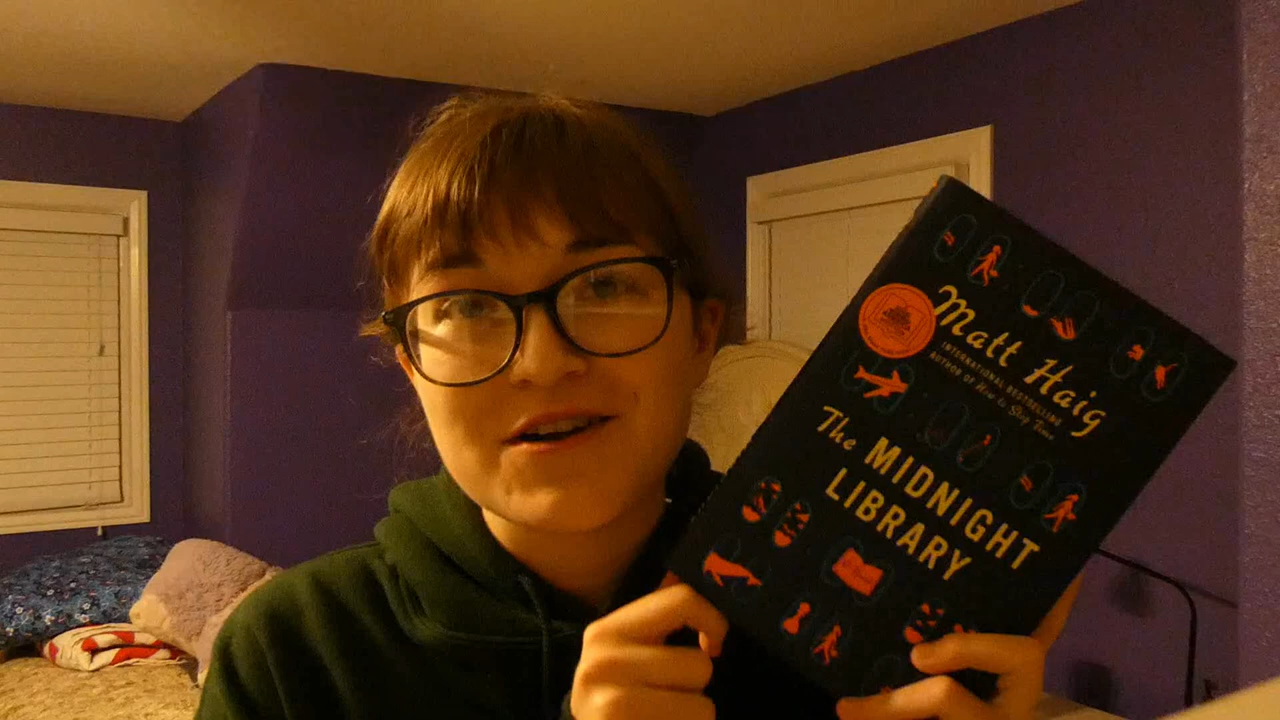 Matt Haig
INTERNATIONAL BESTSELLING
AUTHOR OF How to Stop Time
The MIDNIGHT
LIBRARY